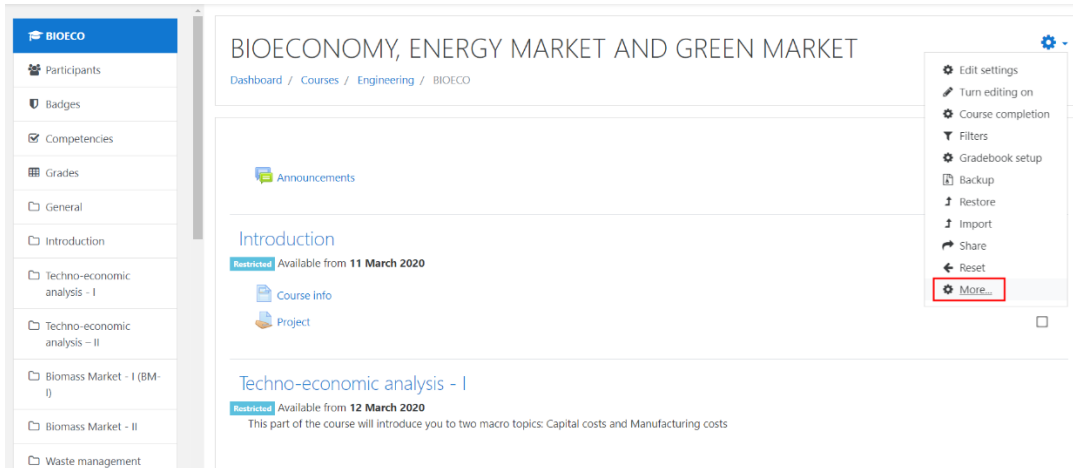 BIOECO
Participants
Badges
Competencies
Grades
General
Introduction
Techno-economic
analysis - I
Techno-economic
analysis – II
Biomass Market - I (BM-
I)
Biomass Market - II
Waste management
BIOECONOMY, ENERGY MARKET AND GREEN MARKET
Dashboard / Courses / Engineering / BIOECO
Edit settings
Turn editing on
Course completion
Filters
Gradebook setup
Backup
Restore
Import
Share
Reset
More...
Announcements
Introduction
Restricted Available from 11 March 2020
Course info
Project
Techno-economic analysis - I
Restricted Available from 12 March 2020
This part of the course will introduce you to two macro topics: Capital costs and Manufacturing costs